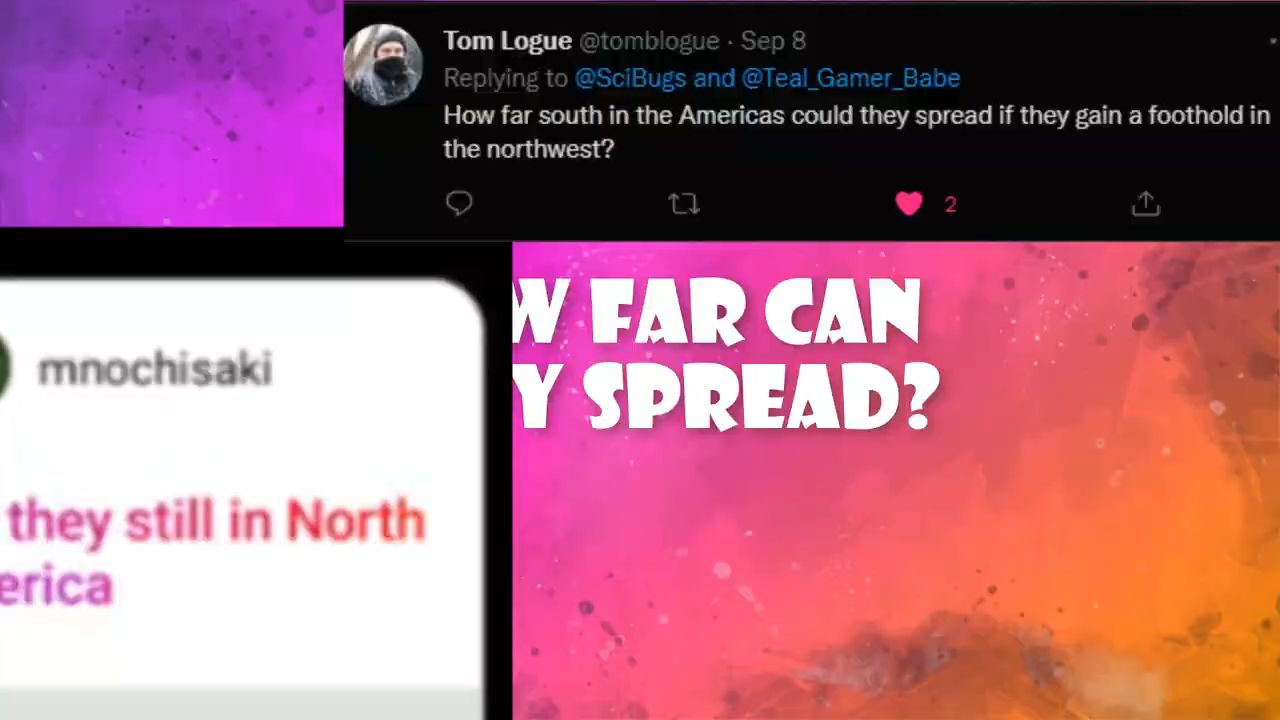 Tom Logue @tomblogue · Sep 8
Replying to @SciBugs and @Teal_Gamer_Babe
How far south in the Americas could they spread if they gain a foothold in
the northwest?
2
W FAR CAN
Y SPREAD?
mnochisaki
they still in North
erica